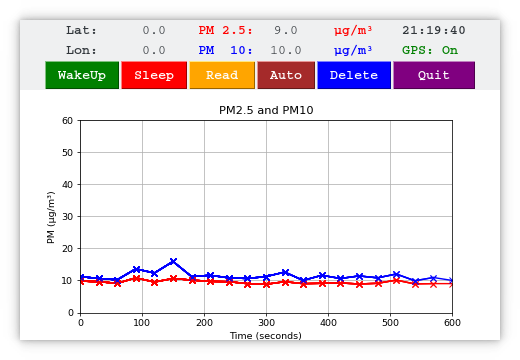 Lat: 0.0 PM 2.5: 9.0 µg/m³ 21:19:40
Lon: 0.0 PM 10: 10.0 µg/m³ GPS: On
WakeUp Sleep Read Auto Delete Quit
PM2.5 and PM10
60
50
40
30
20
10
0
PM (µg/m³)
0 100 200 300 400 500 600
Time (seconds)